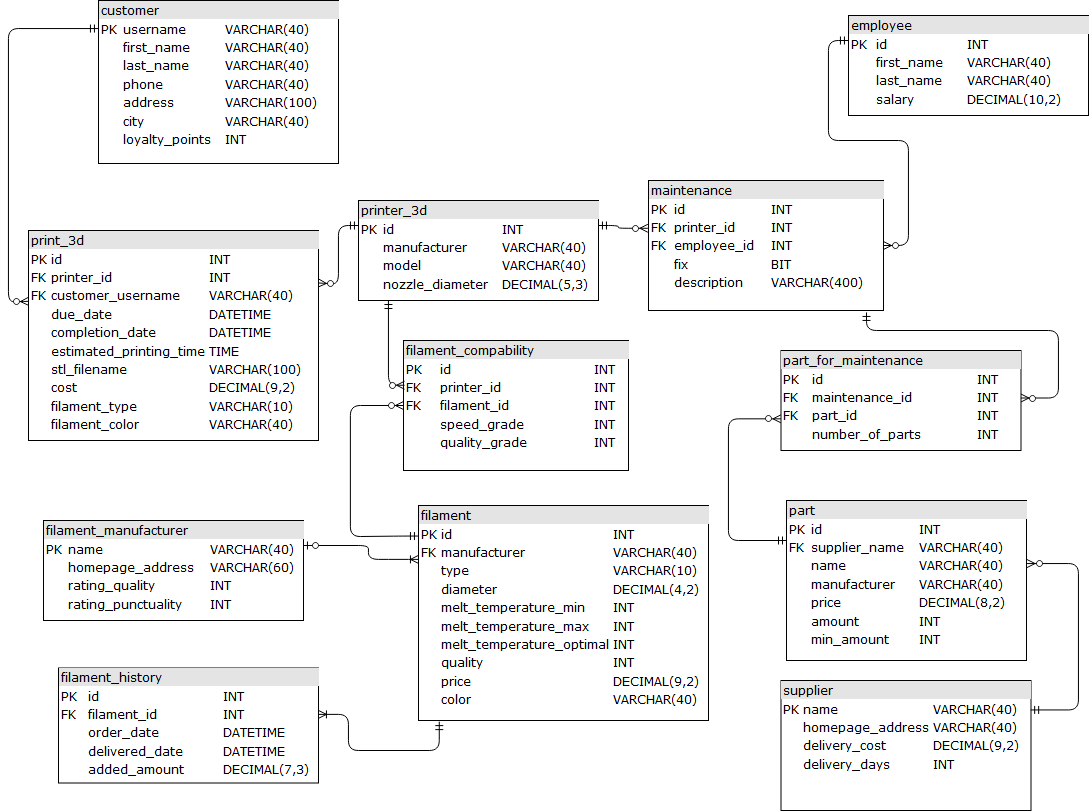 customer
PK username VARCHAR(40)
first_name VARCHAR(40)
last_name VARCHAR(40)
phone VARCHAR(40)
address VARCHAR(100)
city VARCHAR(40)
loyalty_points INT
employee
PK id INT
first_name VARCHAR(40)
last_name VARCHAR(40)
salary DECIMAL(10,2)
print_3d
PK id INT
FK printer_id INT
FK customer_username VARCHAR(40)
due_date DATETIME
completion_date DATETIME
estimated_printing_time TIME
stl_filename VARCHAR(100)
cost DECIMAL(9,2)
filament_type VARCHAR(10)
filament_color VARCHAR(40)
printer_3d
PK id INT
manufacturer VARCHAR(40)
model VARCHAR(40)
nozzle_diameter DECIMAL(5,3)
maintenance
PK id INT
FK printer_id INT
FK employee_id INT
fix BIT
description VARCHAR(400)
filament_compability
PK id INT
FK printer_id INT
FK filament_id INT
speed_grade INT
quality_grade INT
part_for_maintenance
PK id INT
FK maintenance_id INT
FK part_id INT
number_of_parts INT
filament_manufacturer
PK name VARCHAR(40)
homepage_address VARCHAR(60)
rating_quality INT
rating_punctuality INT
filament
PK id INT
FK manufacturer VARCHAR(40)
type VARCHAR(10)
diameter DECIMAL(4,2)
melt_temperature_min INT
melt_temperature_max INT
melt_temperature_optimal INT
quality INT
price DECIMAL(9,2)
color VARCHAR(40)
part
PK id INT
FK supplier_name VARCHAR(40)
name VARCHAR(40)
manufacturer VARCHAR(40)
price DECIMAL(8,2)
amount INT
min_amount INT
filament_history
PK id INT
FK filament_id INT
order_date DATETIME
delivered_date DATETIME
added_amount DECIMAL(7,3)
supplier
PK name VARCHAR(40)
homepage_address VARCHAR(40)
delivery_cost DECIMAL(9,2)
delivery_days INT